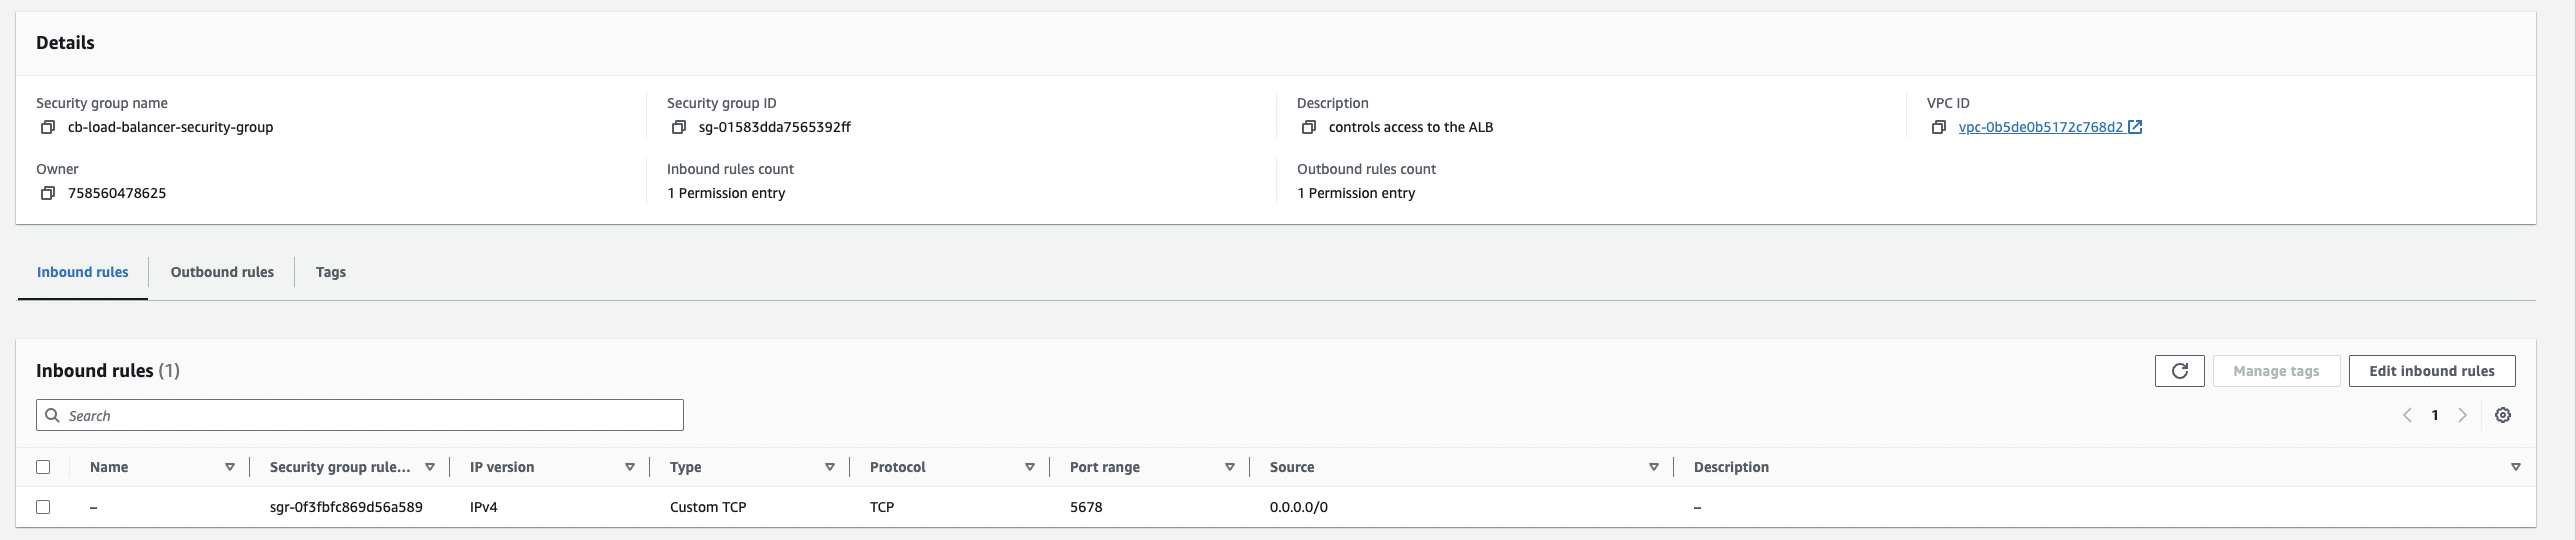 Details
Security group name
cb-load-balancer-security-group
Security group ID
sg-01583dda7565392ff
Description
controls access to the ALB
VPC ID
vpc-0b5de0b5172c768d2
Owner
758560478625
Inbound rules count
1 Permission entry
Outbound rules count
1 Permission entry
Inbound rules
Outbound rules
Tags
Inbound rules (1)
Manage tags
Edit inbound rules
Search
1
Name
Security group rule...
IP version
Type
Protocol
Port range
Source
Description
–
sgr-0f3fbfc869d56a589
IPv4
Custom TCP
TCP
5678
0.0.0.0/0
–